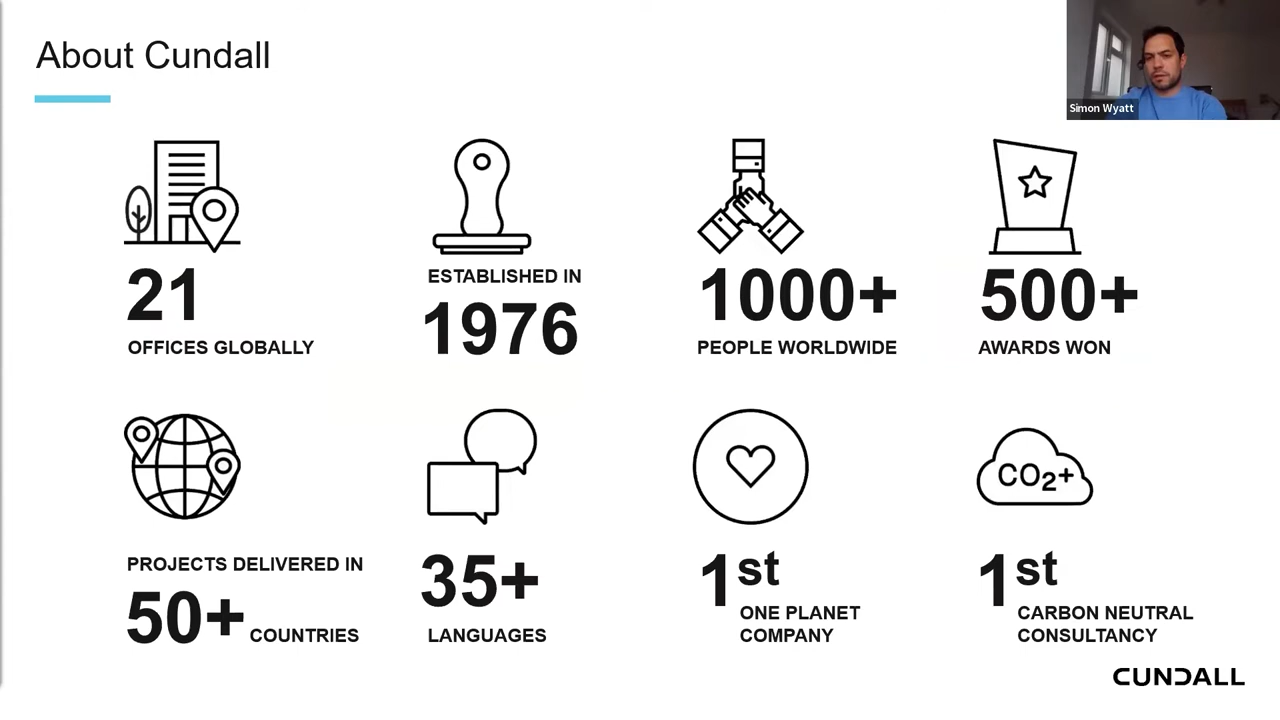 About Cundall
Simon Wyatt
21
OFFICES GLOBALLY
ESTABLISHED IN
1976
1000+
PEOPLE WORLDWIDE
500+
AWARDS WON
PROJECTS DELIVERED IN
50+ COUNTRIES
35+
LANGUAGES
1st
ONE PLANET
COMPANY
CO2+
1st
CARBON NEUTRAL
CONSULTANCY
CUNDALL